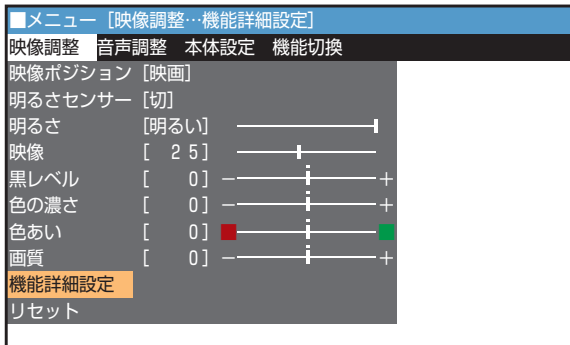 ■メニュー [映像調整…機能詳細設定]
映像調整 音声調整 本体設定 機能切換
映像ポジション [映画]
明るさセンサー [切]
明るさ [明るい]
映像 [ 25]
黒レベル [ 0] − +
色の濃さ [ 0] − +
色あい [ 0]
画質 [ 0] − +
機能詳細設定
リセット